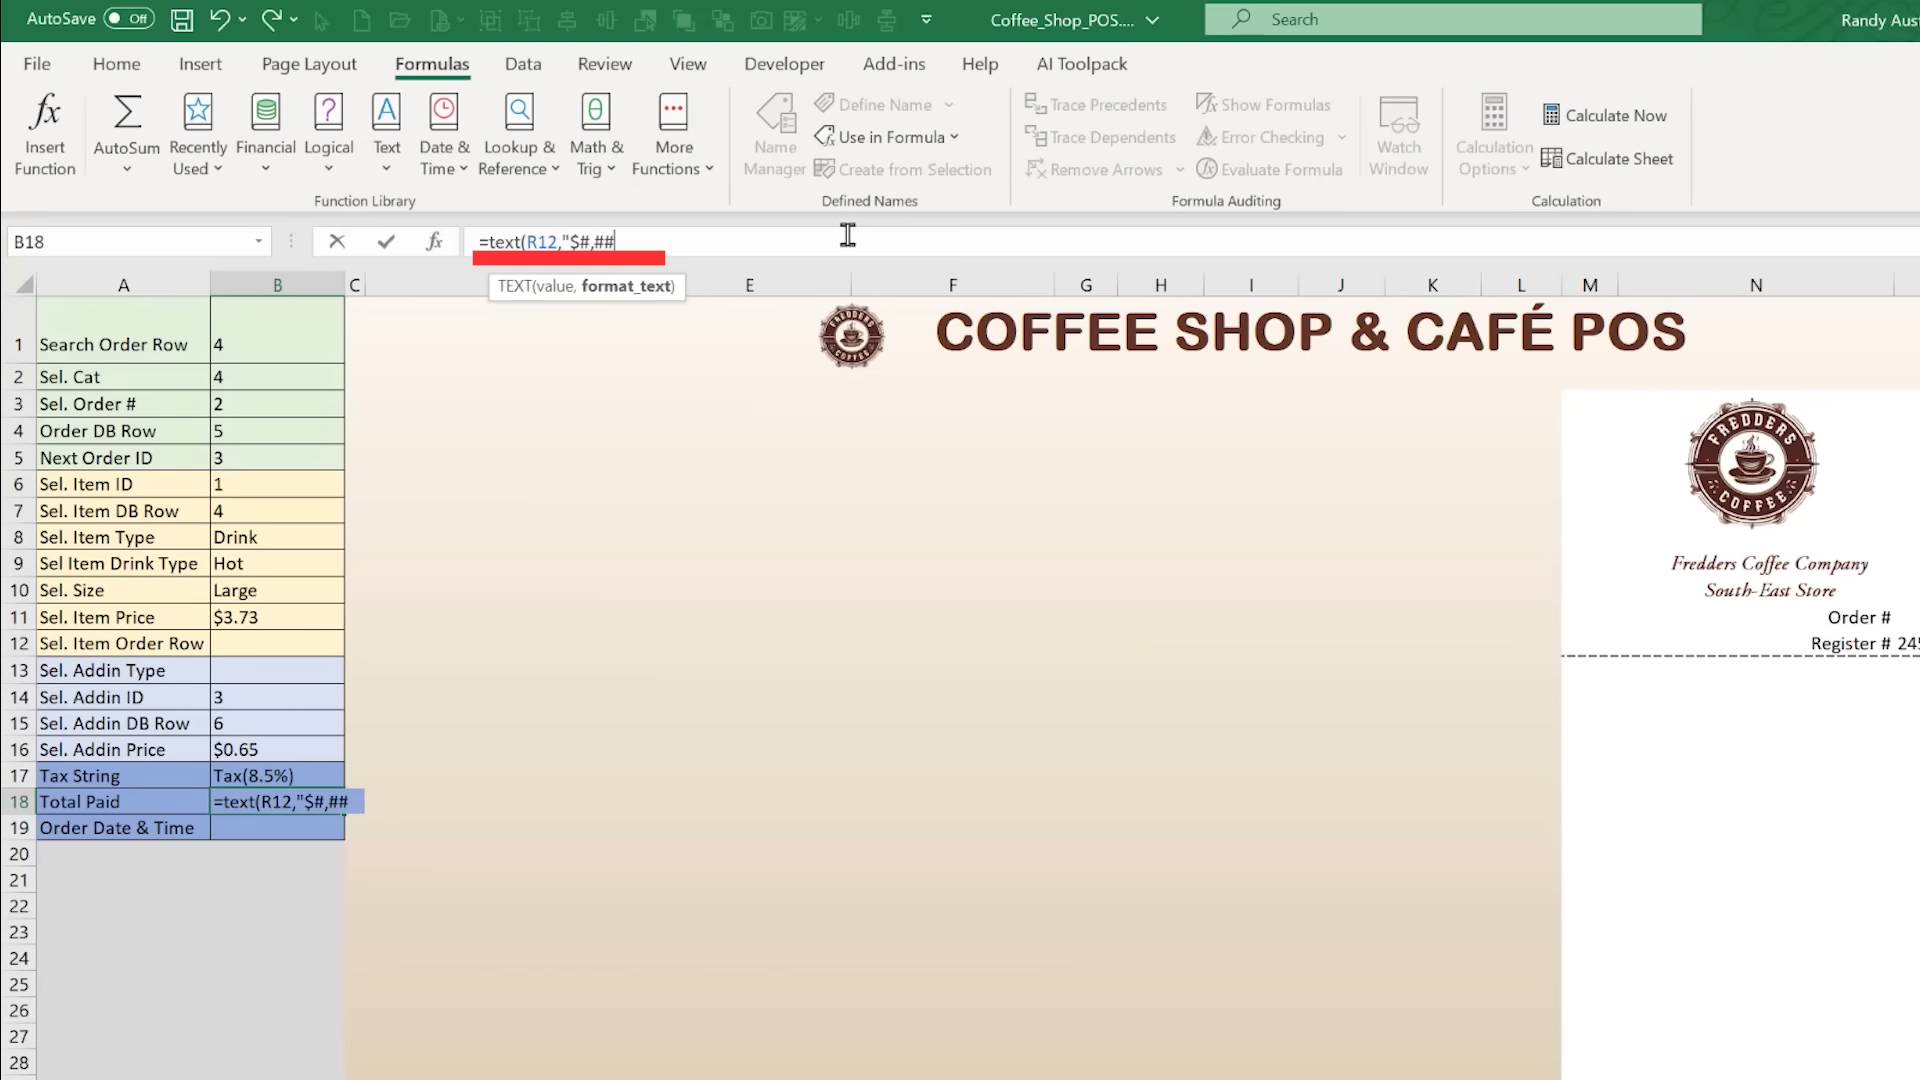 AutoSave Off
Coffee_Shop_POS....
Search
Randy Aust
File Home Insert Page Layout Formulas Data Review View Developer Add-ins Help AI Toolpack
fx Insert Function
AutoSum
Recently Used
Financial
Logical
Text
Date & Time
Lookup & Reference
Math & Trig
More Functions
Function Library
Name Manager
Define Name
Use in Formula
Create from Selection
Defined Names
Trace Precedents
Trace Dependents
Remove Arrows
Show Formulas
Error Checking
Evaluate Formula
Formula Auditing
Watch Window
Calculation Options
Calculate Now
Calculate Sheet
Calculation
B18
fx
=text(R12,"$#,##
TEXT(value, format_text)
A B C E F G H I J K L M N
FREDDERS COFFEE
COFFEE SHOP & CAFÉ POS
1 Search Order Row 4
2 Sel. Cat 4
3 Sel. Order # 2
4 Order DB Row 5
5 Next Order ID 3
6 Sel. Item ID 1
7 Sel. Item DB Row 4
8 Sel. Item Type Drink
9 Sel Item Drink Type Hot
10 Sel. Size Large
11 Sel. Item Price $3.73
12 Sel. Item Order Row
13 Sel. Addin Type
14 Sel. Addin ID 3
15 Sel. Addin DB Row 6
16 Sel. Addin Price $0.65
17 Tax String Tax(8.5%)
18 Total Paid =text(R12,"$#,##
19 Order Date & Time
20
21
22
23
24
25
26
27
28
FREDDERS
COFFEE
Fredders Coffee Company
South-East Store
Order #
Register # 245